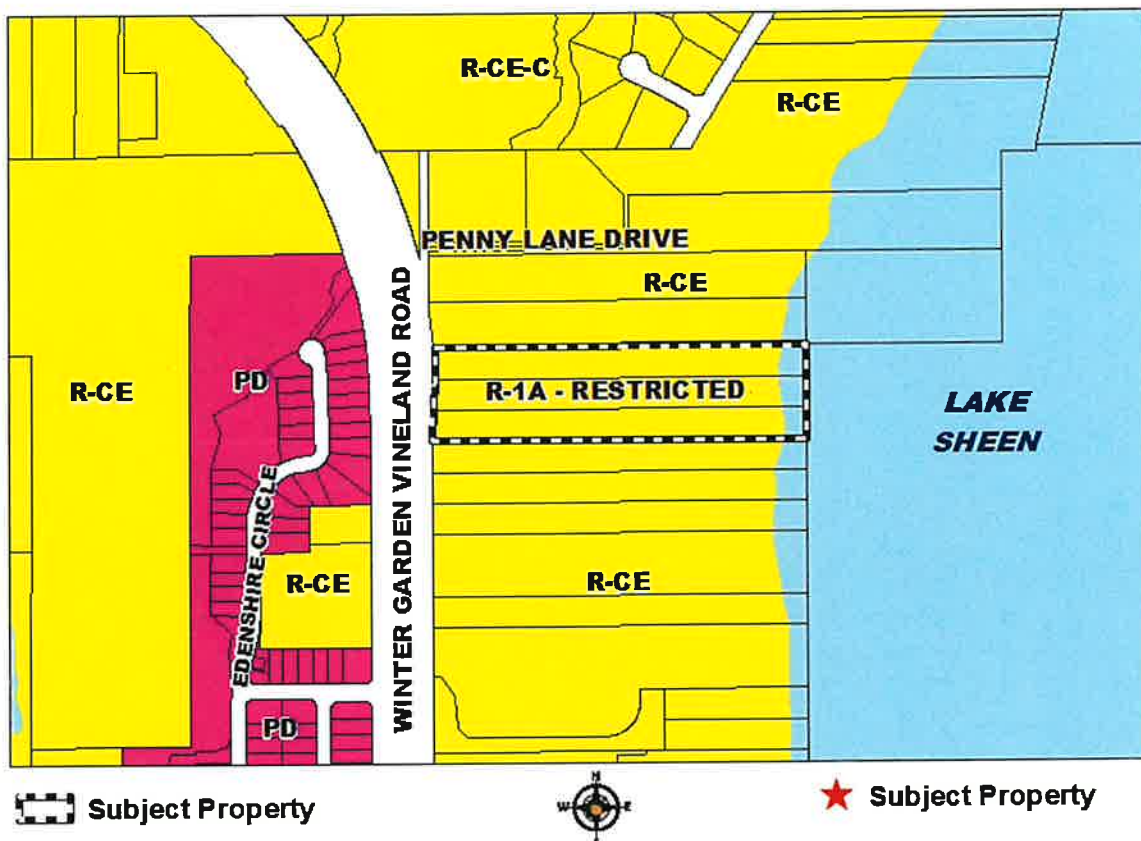 R-CE-C
R-CE
PENNY LANE DRIVE
R-CE
WINTER GARDEN VINELAND ROAD
PD
R-CE
R-1A - RESTRICTED
LAKE
SHEEN
EDENSHIRE CIRCLE
R-CE
R-CE
PD
Subject Property
N
W
E
Subject Property